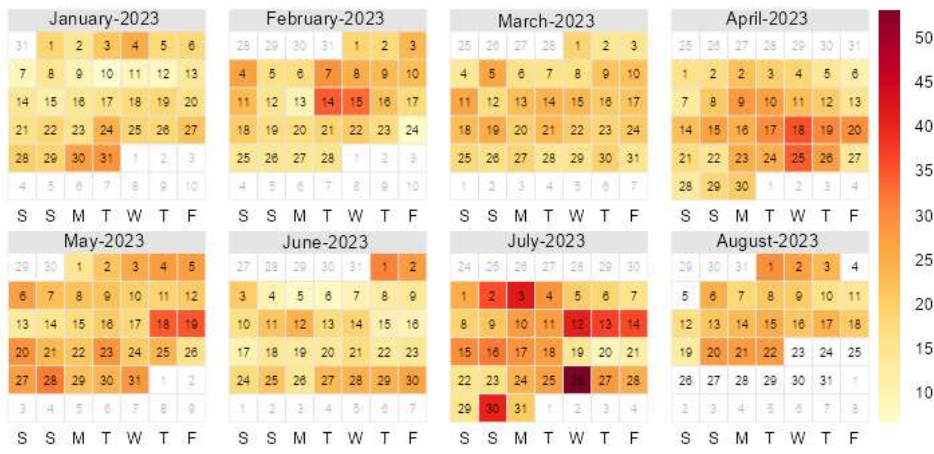 January-2023
31 1 2 3 4 5 6
7 8 9 10 11 12 13
14 15 16 17 18 19 20
21 22 23 24 25 26 27
28 29 30 31 1 2 3
4 5 6 7 8 9 10
S S M T W T F
February-2023
28 29 30 31 1 2 3
4 5 6 7 8 9 10
11 12 13 14 15 16 17
18 19 20 21 22 23 24
25 26 27 28 1 2 3
4 5 6 7 8 9 10
S S M T W T F
March-2023
25 26 27 28 1 2 3
4 5 6 7 8 9 10
11 12 13 14 15 16 17
18 19 20 21 22 23 24
25 26 27 28 29 30 31
1 2 3 4 5 6 7
S S M T W T F
April-2023
25 26 27 28 29 30 31
1 2 2 3 4 5 6
7 8 9 10 11 12 13
14 15 16 17 18 19 20
21 22 23 24 25 26 27
28 29 30 1 2 3 4
S S M T W T F
May-2023
29 30 1 2 3 4 5
6 7 8 9 10 11 12
13 14 15 16 17 18 19
20 21 22 23 24 25 26
27 28 29 30 31 1 2
3 4 5 6 7 8 9
S S M T W T F
June-2023
27 28 29 30 31 1 2
3 4 5 6 7 8 9
10 11 12 13 14 15 16
17 18 19 20 21 22 23
24 25 26 27 28 29 30
1 2 3 4 5 6 7
S S M T W T F
July-2023
24 25 26 27 28 29 30
1 2 3 4 5 6 7
8 9 10 11 12 13 14
15 16 17 18 19 20 21
22 23 24 25 26 27 28
29 30 31 1 2 3 4
S S M T W T F
August-2023
29 30 31 1 2 3 4
5 6 7 8 9 10 11
12 13 14 15 16 17 18
19 20 21 22 23 24 25
26 27 28 29 30 31 1
2 3 4 5 6 7 8
S S M T W T F
50
45
40
35
30
25
20
15
10